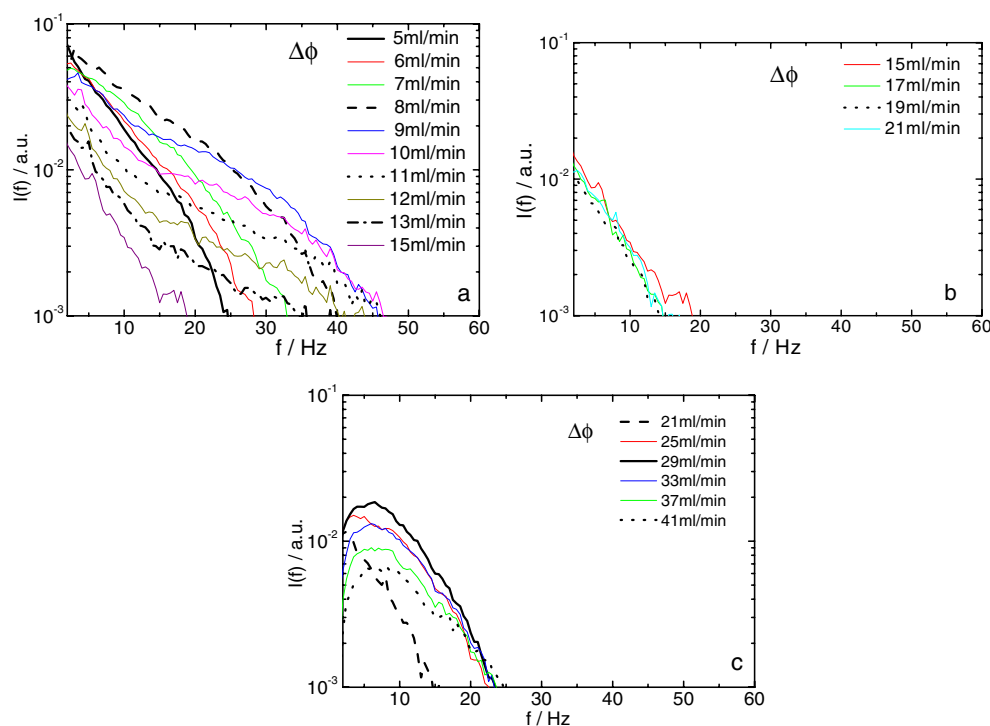 10^-1
10^-2
10^-3
I(f) / a.u.
Δϕ
5ml/min
6ml/min
7ml/min
8ml/min
9ml/min
10ml/min
11ml/min
12ml/min
13ml/min
15ml/min
a
10 20 30 40 50 60
f / Hz
10^-1
10^-2
10^-3
I(f) / a.u.
Δϕ
15ml/min
17ml/min
19ml/min
21ml/min
b
10 20 30 40 50 60
f / Hz
10^-1
10^-2
10^-3
I(f) / a.u.
Δϕ
21ml/min
25ml/min
29ml/min
33ml/min
37ml/min
41ml/min
c
10 20 30 40 50 60
f / Hz